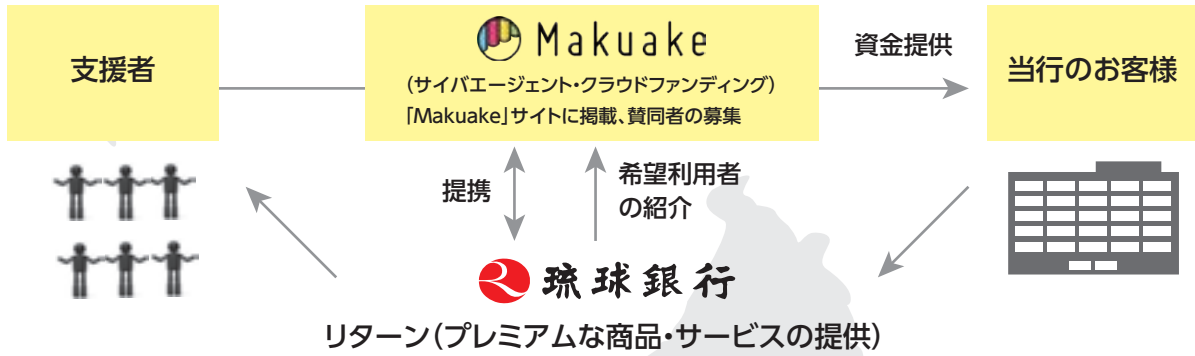 支援者
Makuake
(サイバエージェント・クラウドファンディング)
「Makuake」サイトに掲載、賛同者の募集
資金提供
当行のお客様
提携
希望利用者
の紹介
琉球銀行
リターン(プレミアムな商品・サービスの提供)